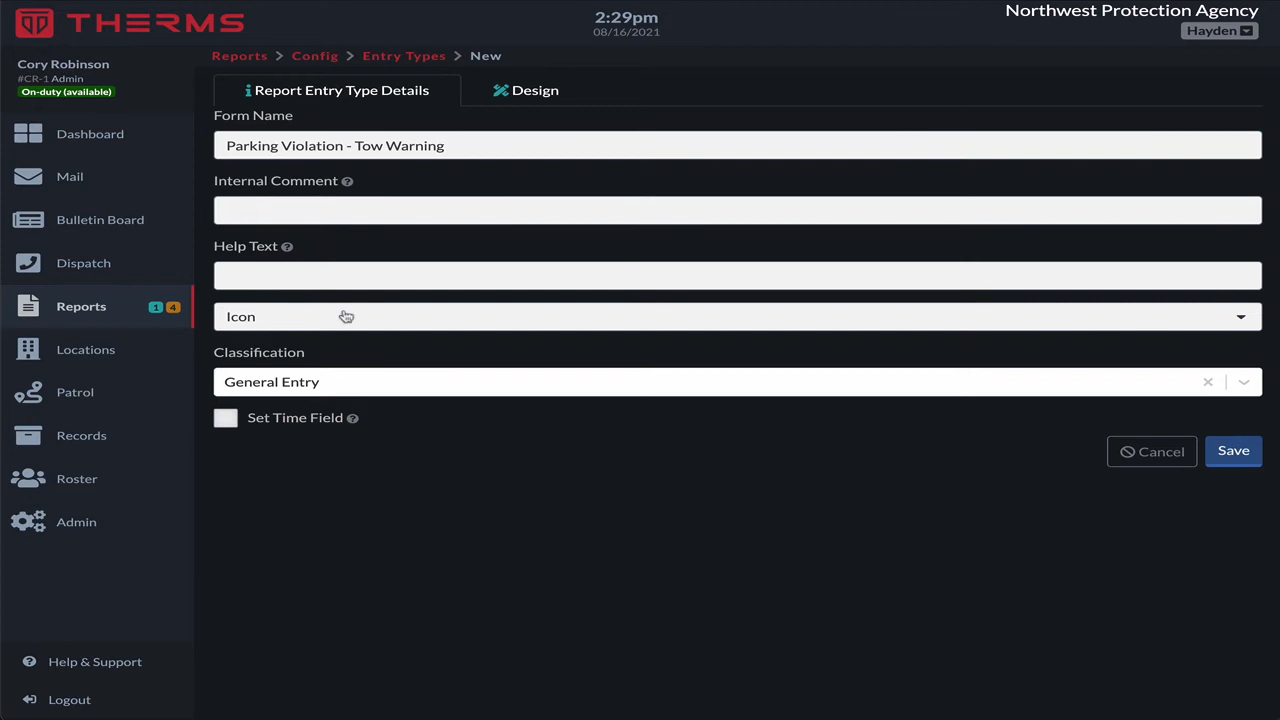 THERMS
2:29pm
08/16/2021
Northwest Protection Agency
Hayden
Cory Robinson
#CR-1 Admin
On-duty (available)
Dashboard
Mail
Bulletin Board
Dispatch
Reports 1 4
Locations
Patrol
Records
Roster
Admin
Help & Support
Logout
Reports > Config > Entry Types > New
Report Entry Type Details
Design
Form Name
Parking Violation - Tow Warning
Internal Comment
Help Text
Icon
Classification
General Entry
Set Time Field
Cancel
Save